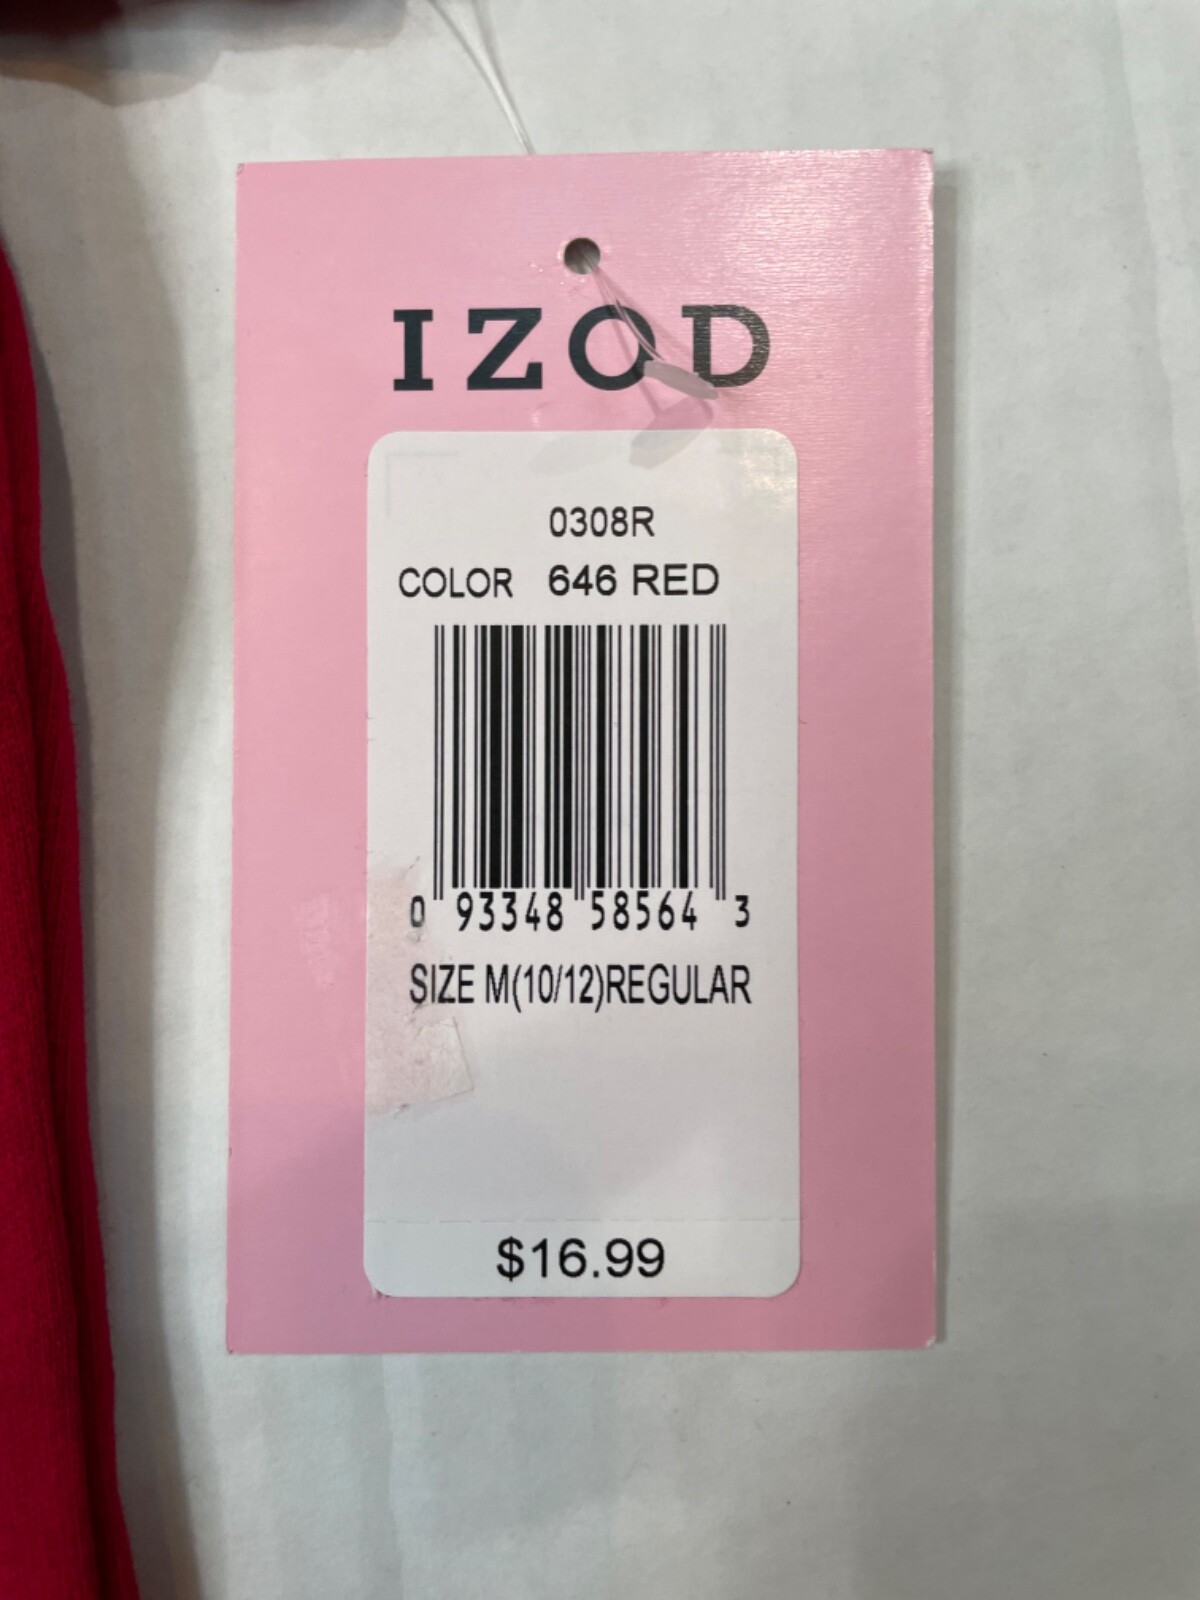 IZOD
0308R
COLOR 646 RED
0 93348 58564 3
SIZE M(10/12)REGULAR
$16.99